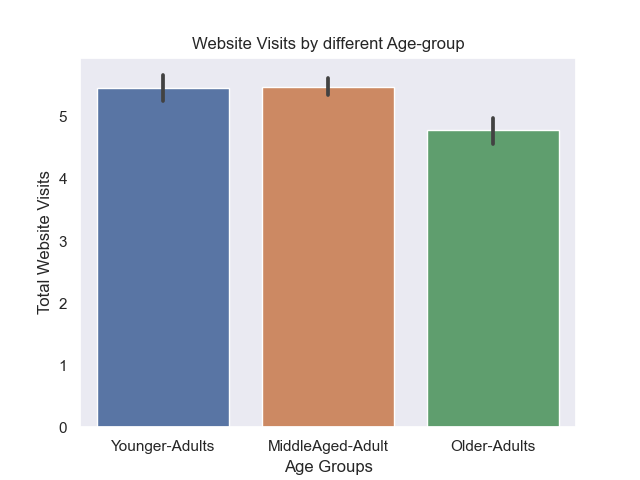 Website Visits by different Age-group
Total Website Visits
5
4
3
2
1
0
Younger-Adults
MiddleAged-Adult
Older-Adults
Age Groups